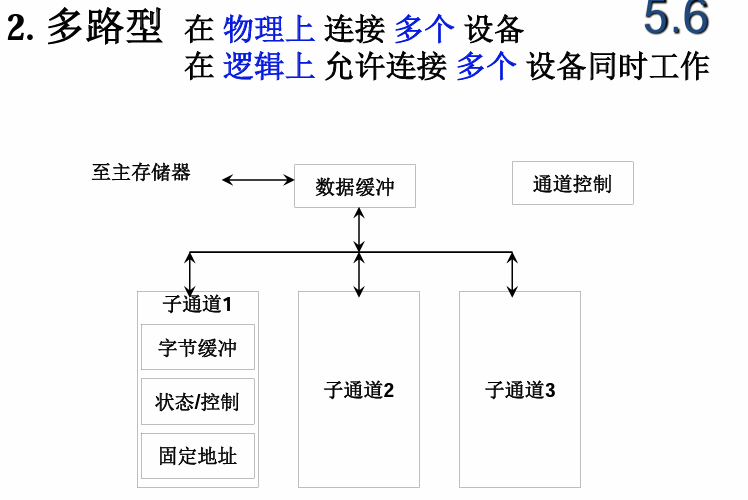 2. 多路型 在 物理上 连接 多个 设备
5.6
在 逻辑上 允许连接 多个 设备同时工作
至主存储器
数据缓冲
通道控制
子通道1
字节缓冲
状态/控制
固定地址
子通道2
子通道3